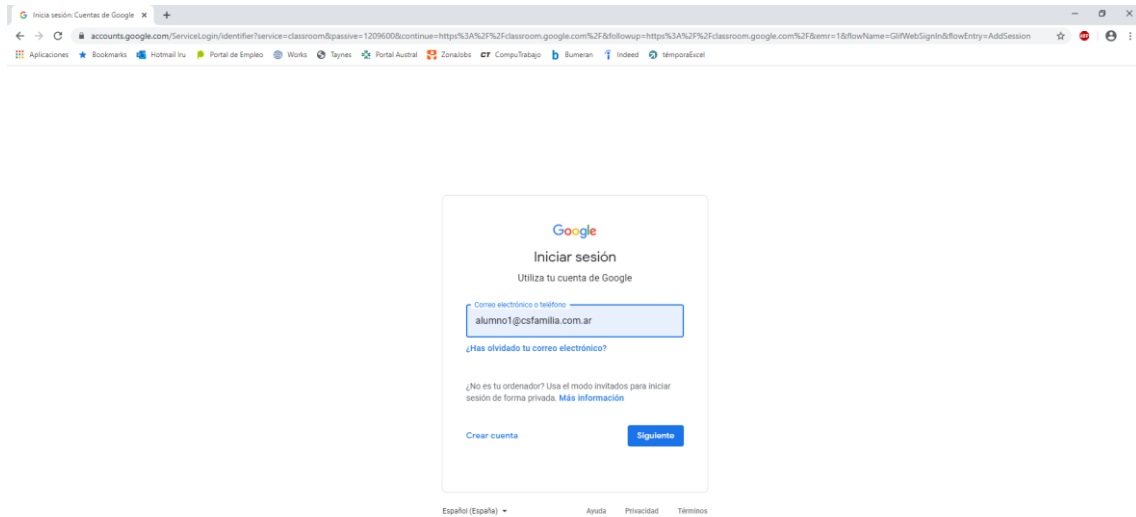 Inicia sesión: Cuentas de Google
accounts.google.com/ServiceLogin/identifier?service=classroom&passive=1209600&continue=https%3A%2F%2Fclassroom.google.com%2F&followup=https%3A%2F%2Fclassroom.google.com%2F&emr=1&flowName=GlifWebSignIn&flowEntry=AddSession
Aplicaciones Bookmarks Hotmail Iru Portal de Empleo Works Taynes Portal Austral ZonaJobs CT CompuTrabajo b Bumeran Indeed témporaExcel
Google
Iniciar sesión
Utiliza tu cuenta de Google
Correo electrónico o teléfono
alumno1@csfamilia.com.ar
¿Has olvidado tu correo electrónico?
¿No es tu ordenador? Usa el modo invitados para iniciar
sesión de forma privada. Más información
Crear cuenta Siguiente
Español (España) Ayuda Privacidad Términos